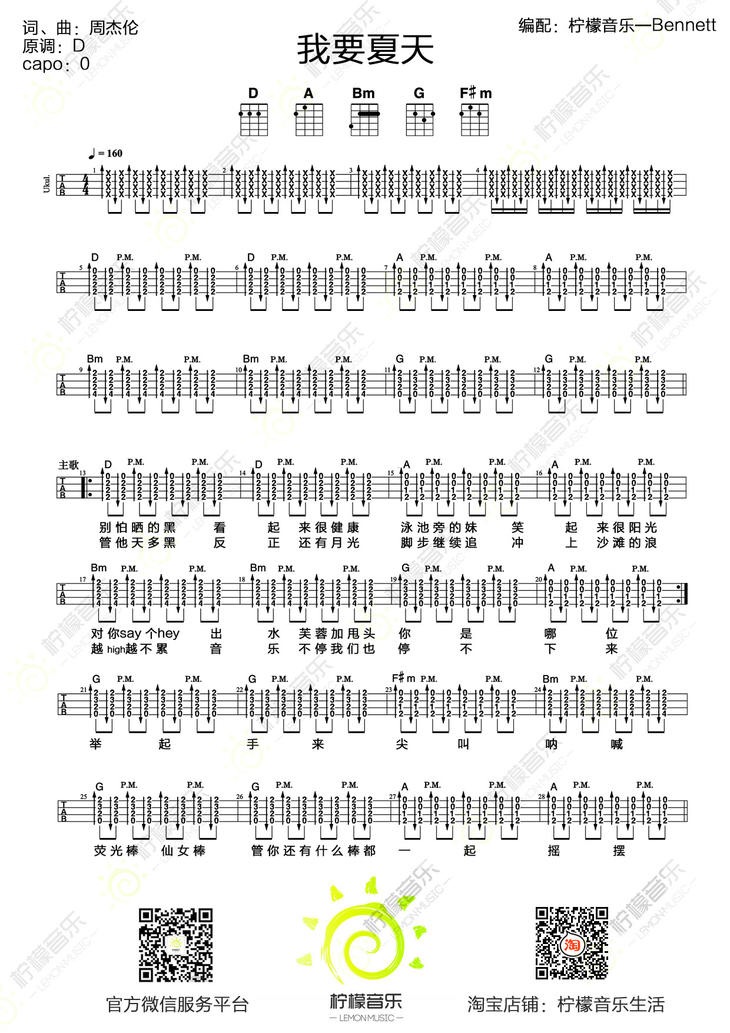 词、曲：周杰伦
原调：D
capo：0
我要夏天
编配：柠檬音乐—Bennett
D A Bm G F♯m
♩= 160
Ukul.
D P.M. P.M. D P.M. P.M. A P.M. P.M. A P.M. P.M.
Bm P.M. P.M. Bm P.M. P.M. G P.M. P.M. G P.M. P.M.
主歌
D P.M. P.M. D P.M. P.M. A P.M. P.M. A P.M. P.M.
别怕晒的黑 看 起来很健康 泳池旁的妹 笑 起来很阳光
管他天多黑 反 正还有月光 脚步继续追 冲 上沙滩的浪
Bm P.M. P.M. Bm P.M. P.M. G P.M. P.M. A P.M. P.M.
对你say个hey 出 水芙蓉加甩头 你 是 哪 位
越high越不累 音 乐不停我们也 停 不 下 来
G P.M. P.M. G P.M. P.M. F♯m P.M. P.M. Bm P.M. P.M.
举 起 手 来 尖 叫 呐 喊
G P.M. P.M. G P.M. P.M. A P.M. P.M. A P.M. P.M.
荧光棒 仙女棒 管你还有什么棒都 一 起 摇 摆
官方微信服务平台
柠檬音乐
LEMONMUSIC
淘
淘宝店铺：柠檬音乐生活